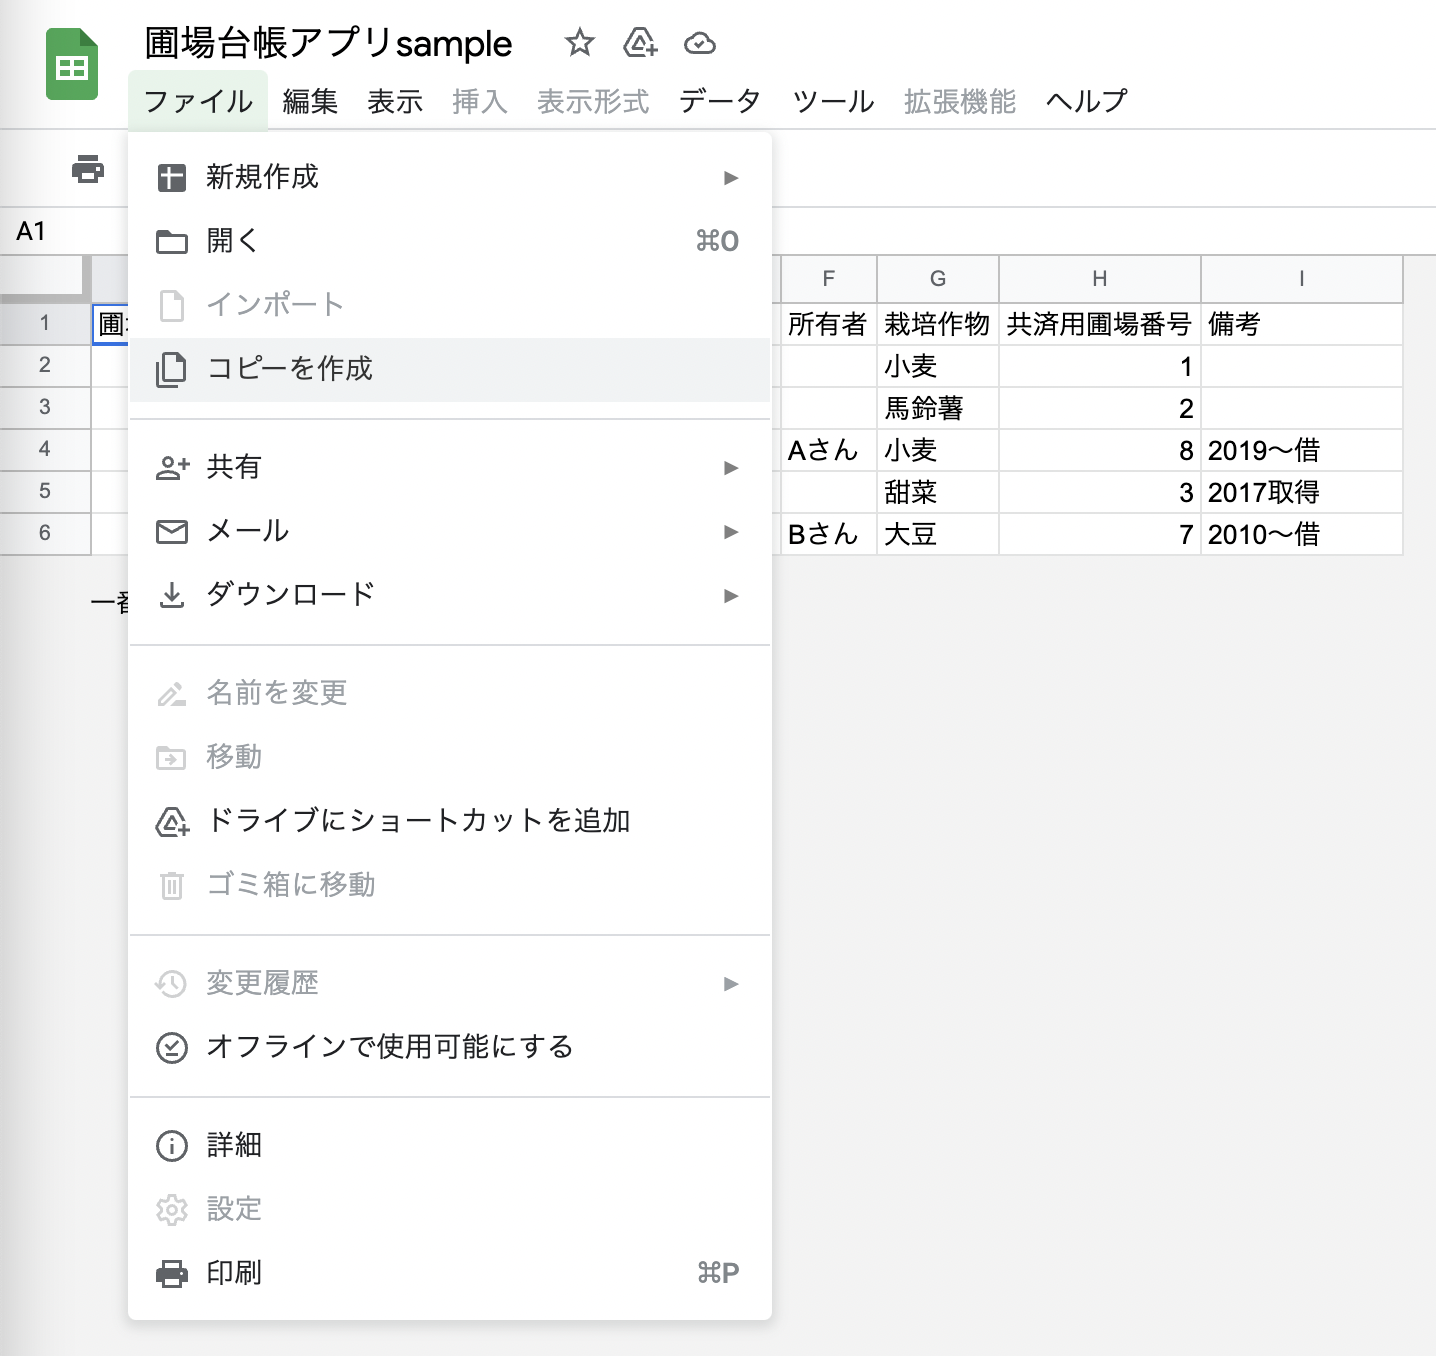 圃場台帳アプリsample
ファイル 編集 表示 挿入 表示形式 データ ツール 拡張機能 ヘルプ
A1
F G H I
1 圃 所有者 栽培作物 共済用圃場番号 備考
2 小麦 1
3 馬鈴薯 2
4 Aさん 小麦 8 2019〜借
5 甜菜 3 2017取得
6 Bさん 大豆 7 2010〜借
一番
新規作成
開く ⌘O
インポート
コピーを作成
共有
メール
ダウンロード
名前を変更
移動
ドライブにショートカットを追加
ゴミ箱に移動
変更履歴
オフラインで使用可能にする
詳細
設定
印刷 ⌘P